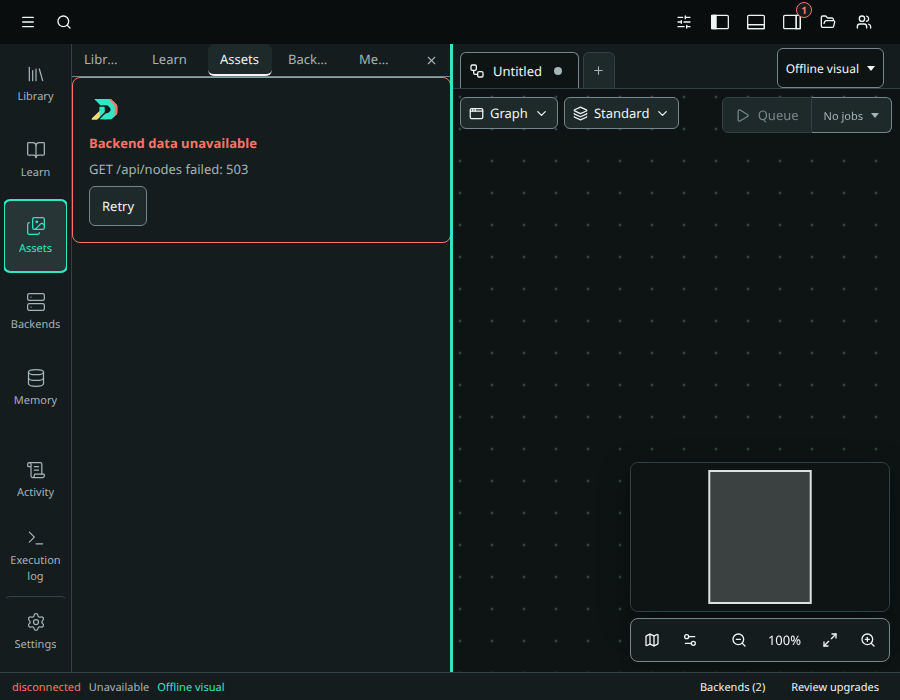 1
Library
Learn
Assets
Backends
Memory
Activity
Execution
log
Settings
Libr...
Learn
Assets
Back...
Me...
Backend data unavailable
GET /api/nodes failed: 503
Retry
Untitled
Offline visual
Graph
Standard
Queue
No jobs
100%
disconnected Unavailable Offline visual
Backends (2)
Review upgrades